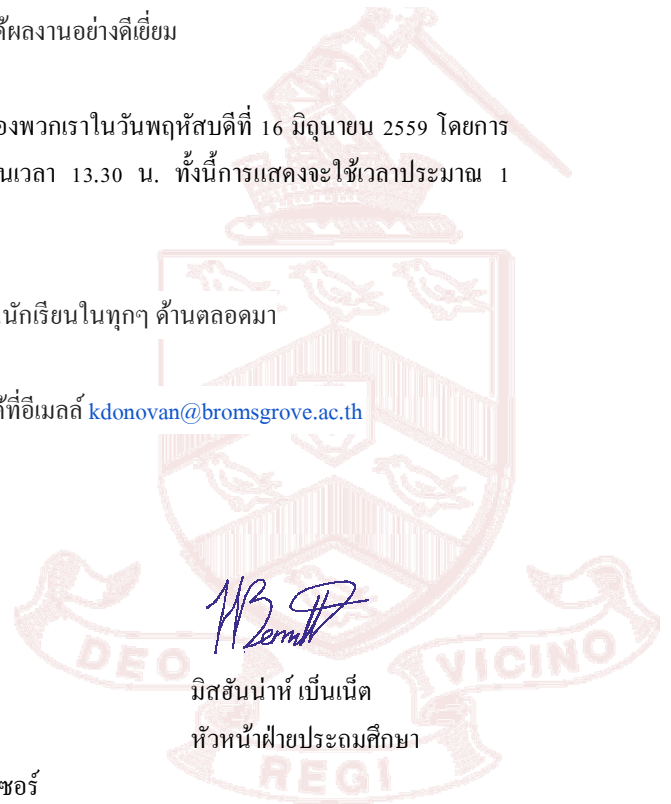 ด้ผลงานอย่างดีเยี่ยม
องพวกเราในวันพฤหัสบดีที่ 16 มิถุนายน 2559 โดยการ
นเวลา 13.30 น. ทั้งนี้การแสดงจะใช้เวลาประมาณ 1
นักเรียนในทุกๆ ด้านตลอดมา
ด้ที่อีเมลล์ kdonovan@bromsgrove.ac.th
DEO
VICINO
มิสฮันน่าห์ เบ็นเน็ต
หัวหน้าฝ่ายประถมศึกษา
REGI
ซอร์